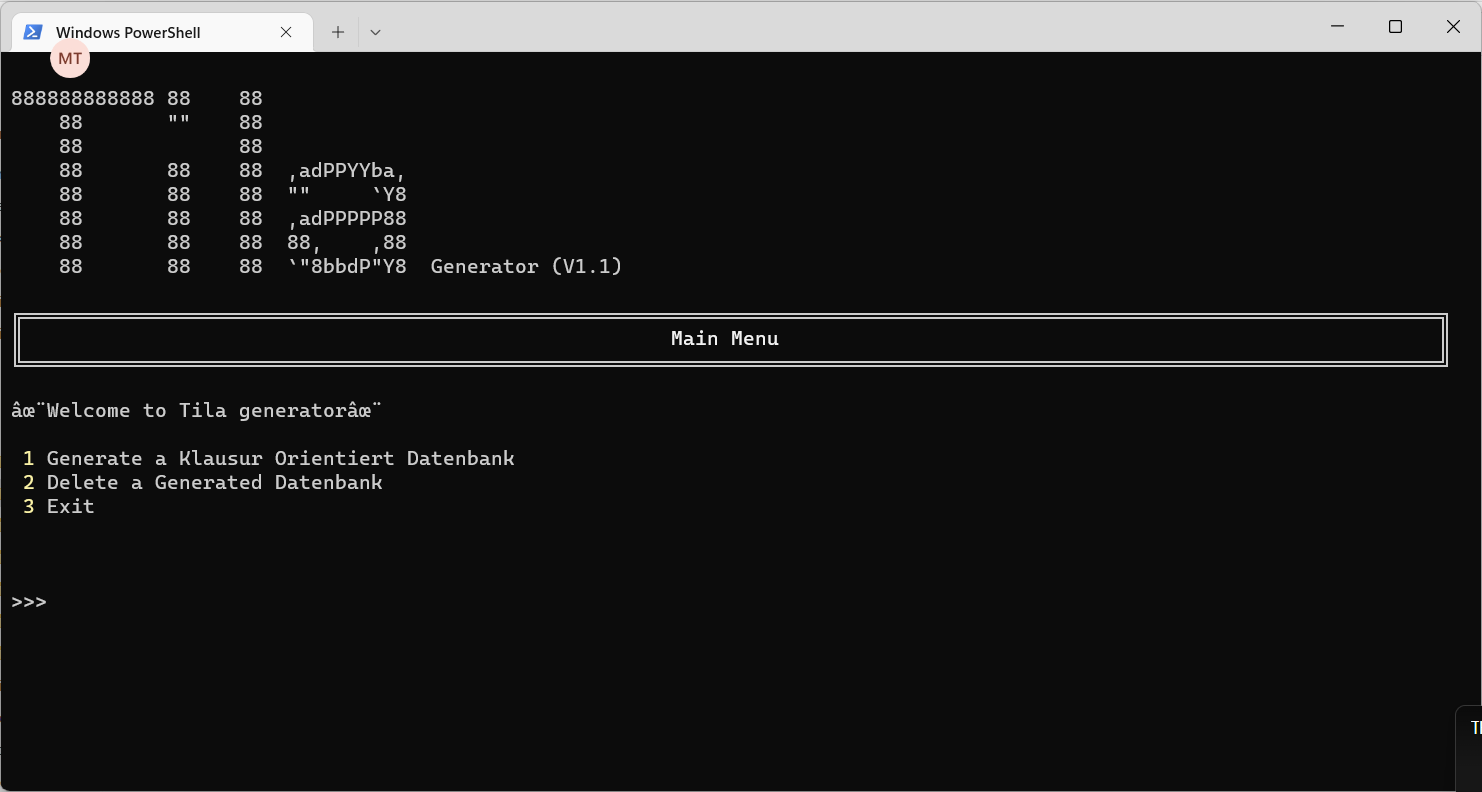 Windows PowerShell
MT
888888888888 88    88
    88       ""    88
    88             88
    88       88    88  ,adPPYYba,
    88       88    88  ""     `Y8
    88       88    88  ,adPPPPP88
    88       88    88  88,    ,88
    88       88    88  `"8bbdP"Y8  Generator (V1.1)
Main Menu
âœ¨Welcome to Tila generatorâœ¨
1 Generate a Klausur Orientiert Datenbank
2 Delete a Generated Datenbank
3 Exit
>>>